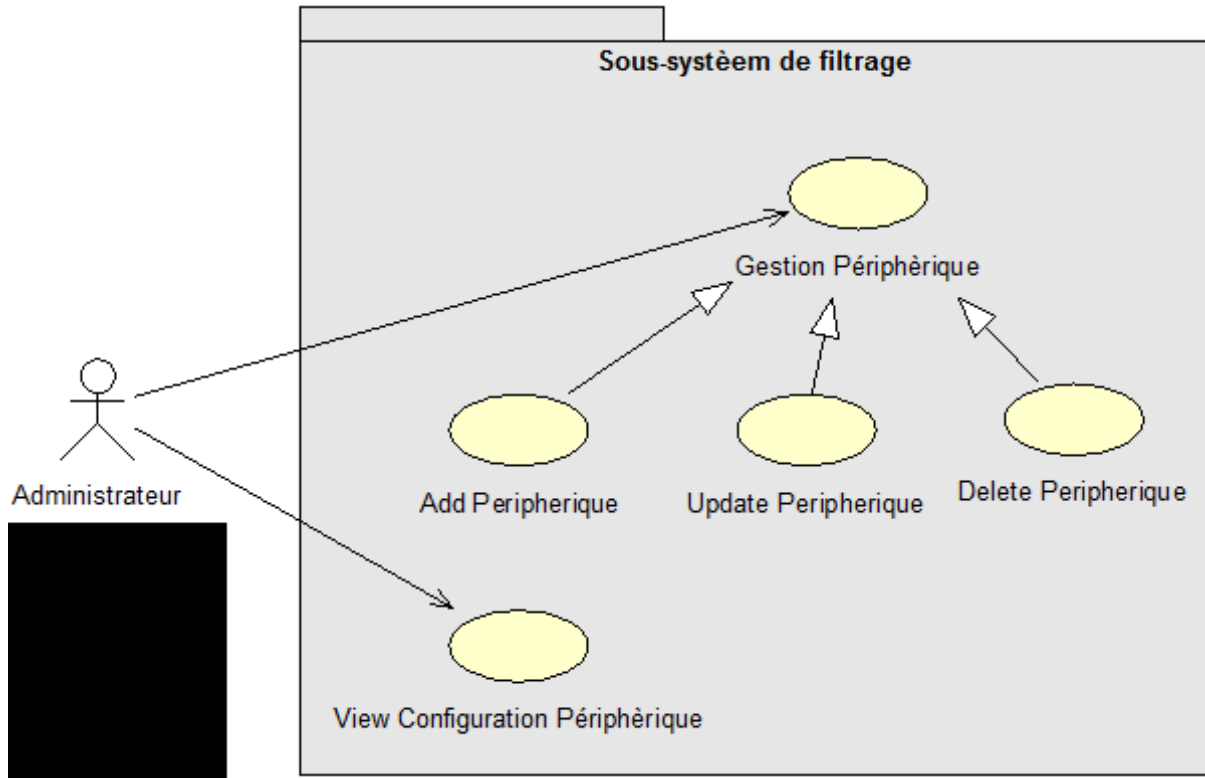 Sous-systèem de filtrage
Gestion Périphèrique
Administrateur
Add Peripherique
Update Peripherique
Delete Peripherique
View Configuration Périphèrique